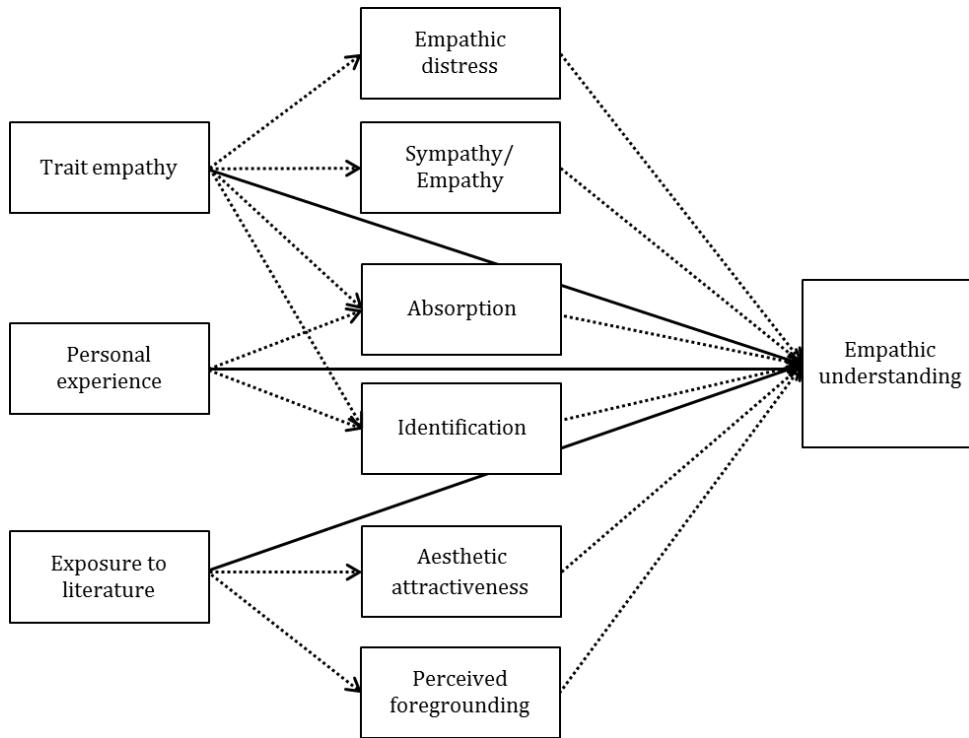 Empathic
distress
Trait empathy
Sympathy/
Empathy
Absorption
Personal
experience
Empathic
understanding
Identification
Exposure to
literature
Aesthetic
attractiveness
Perceived
foregrounding